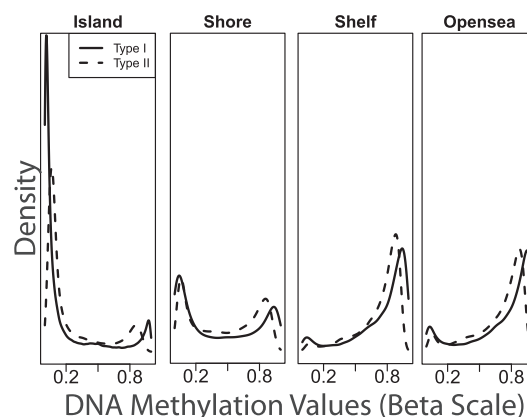 Island Shore Shelf Opensea
Type I
Type II
Density
0.2 0.8 0.2 0.8 0.2 0.8 0.2 0.8
DNA Methylation Values (Beta Scale)